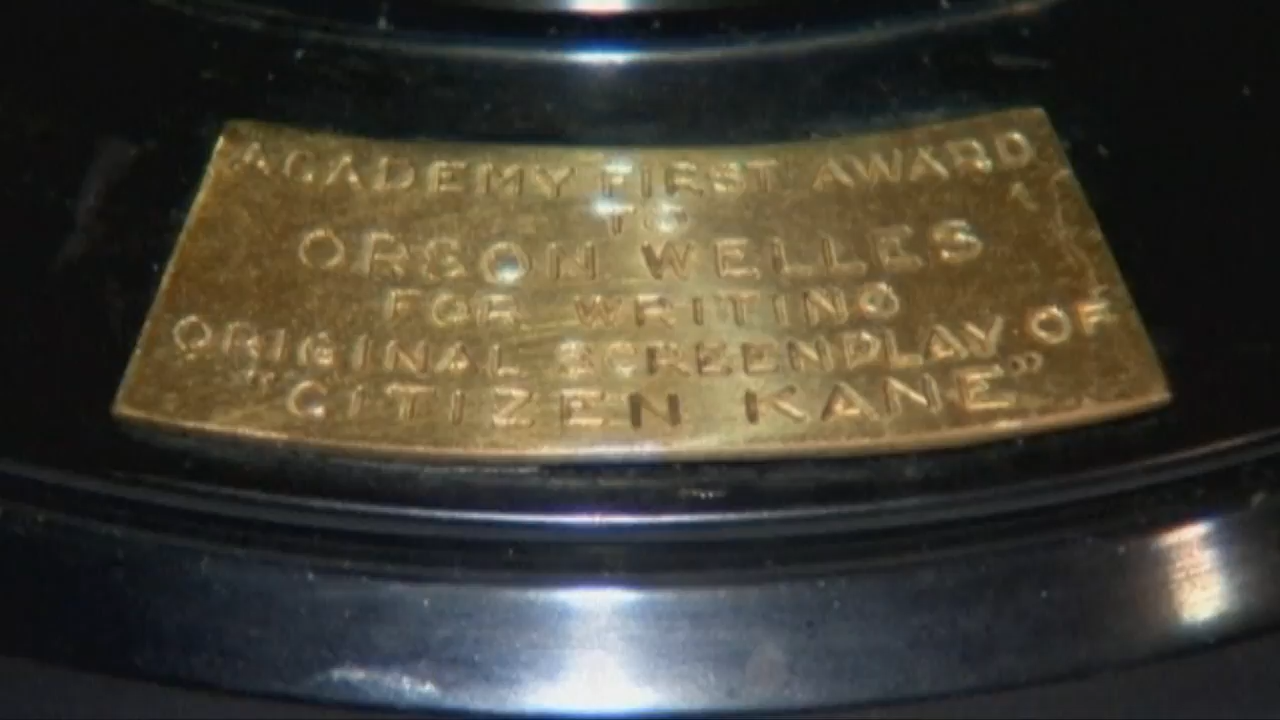 ACADEMY FIRST AWARD
TO
ORSON WELLES
FOR WRITING
ORIGINAL SCREENPLAY OF
"CITIZEN KANE"